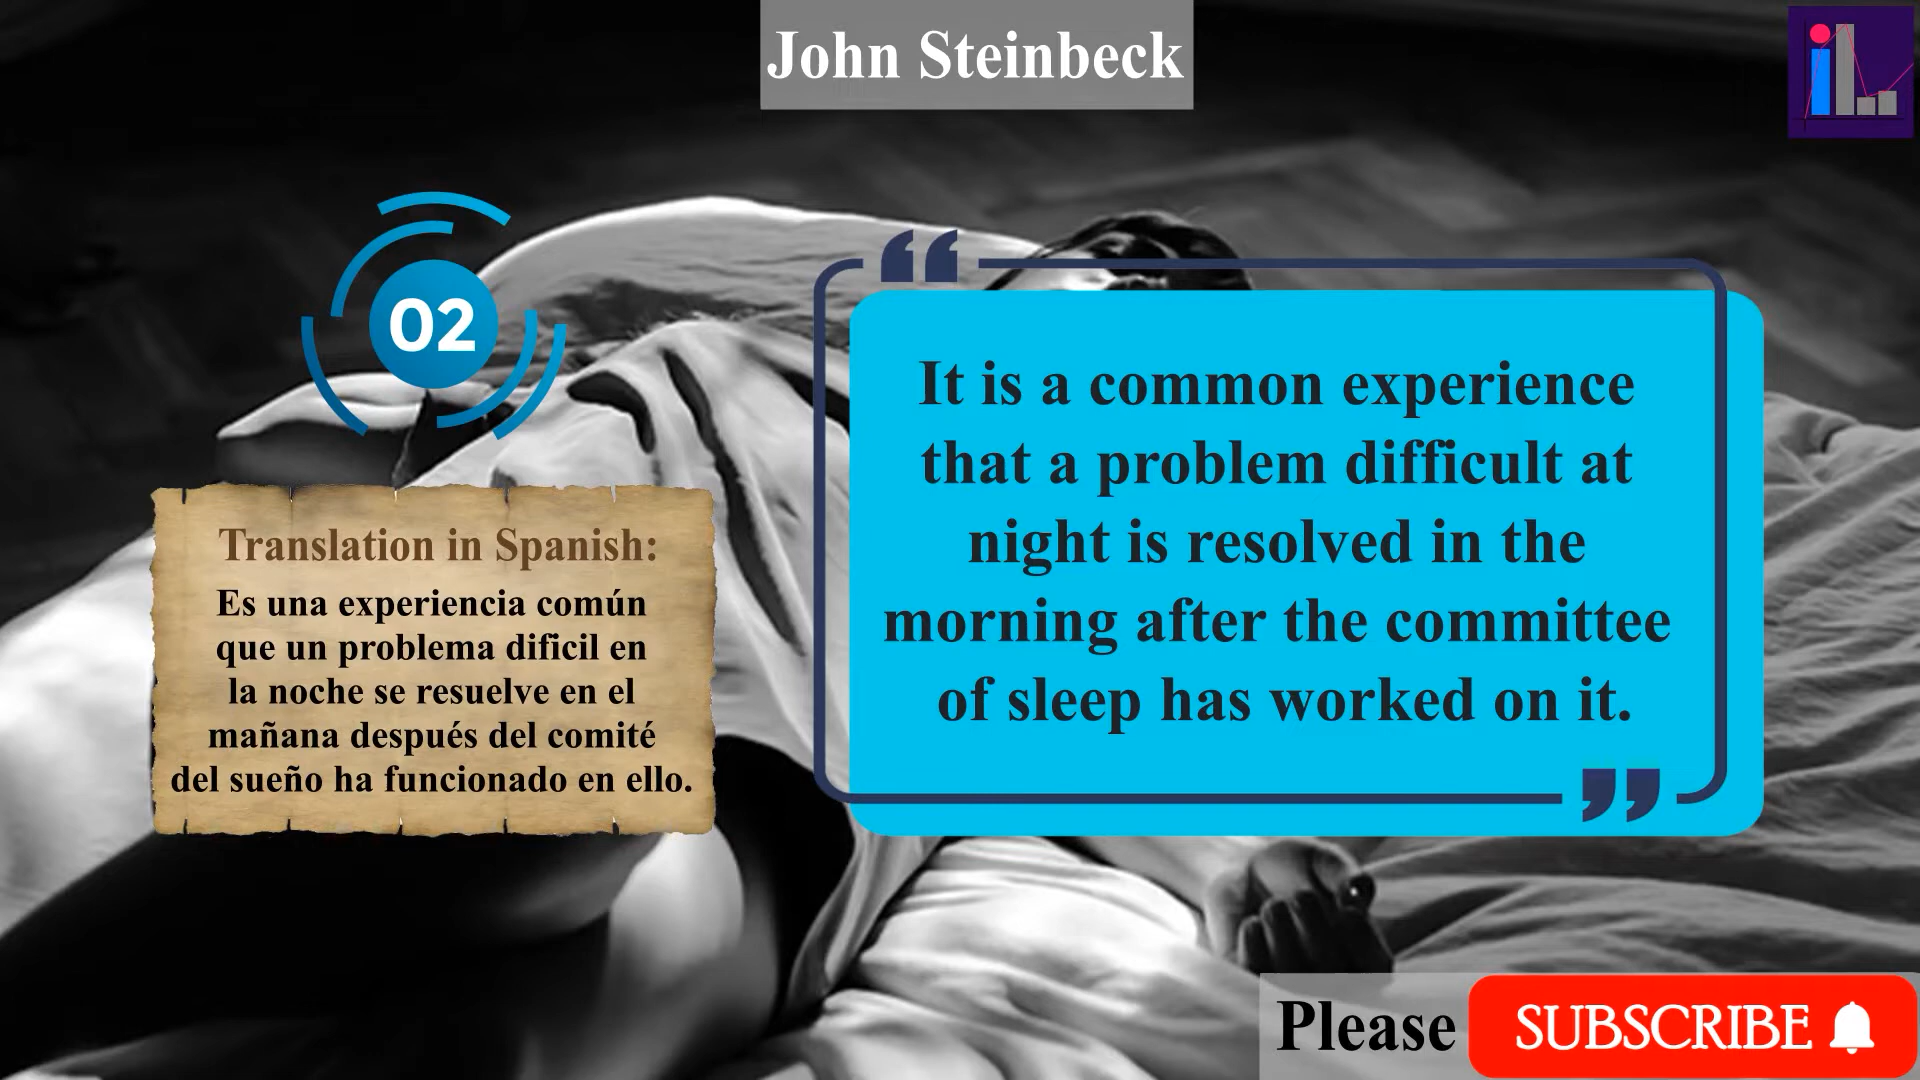 John Steinbeck
02
Translation in Spanish:
Es una experiencia común
que un problema dificil en
la noche se resuelve en el
mañana después del comité
del sueño ha funcionado en ello.
It is a common experience
that a problem difficult at
night is resolved in the
morning after the committee
of sleep has worked on it.
Please SUBSCRIBE